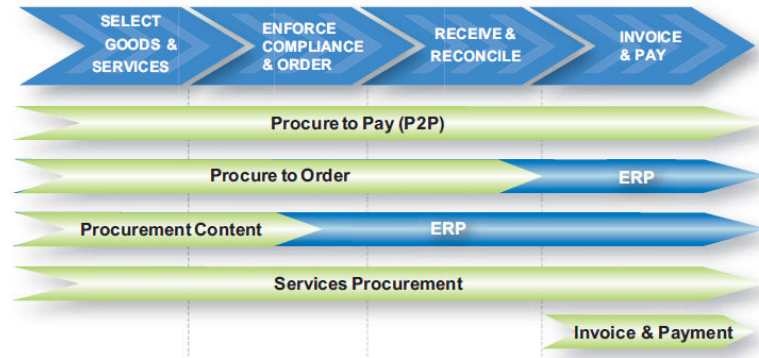 SELECT
GOODS &
SERVICES
ENFORCE
COMPLIANCE
& ORDER
RECEIVE &
RECONCILE
INVOICE
& PAY
Procure to Pay (P2P)
Procure to Order
ERP
Procurement Content
ERP
Services Procurement
Invoice & Payment